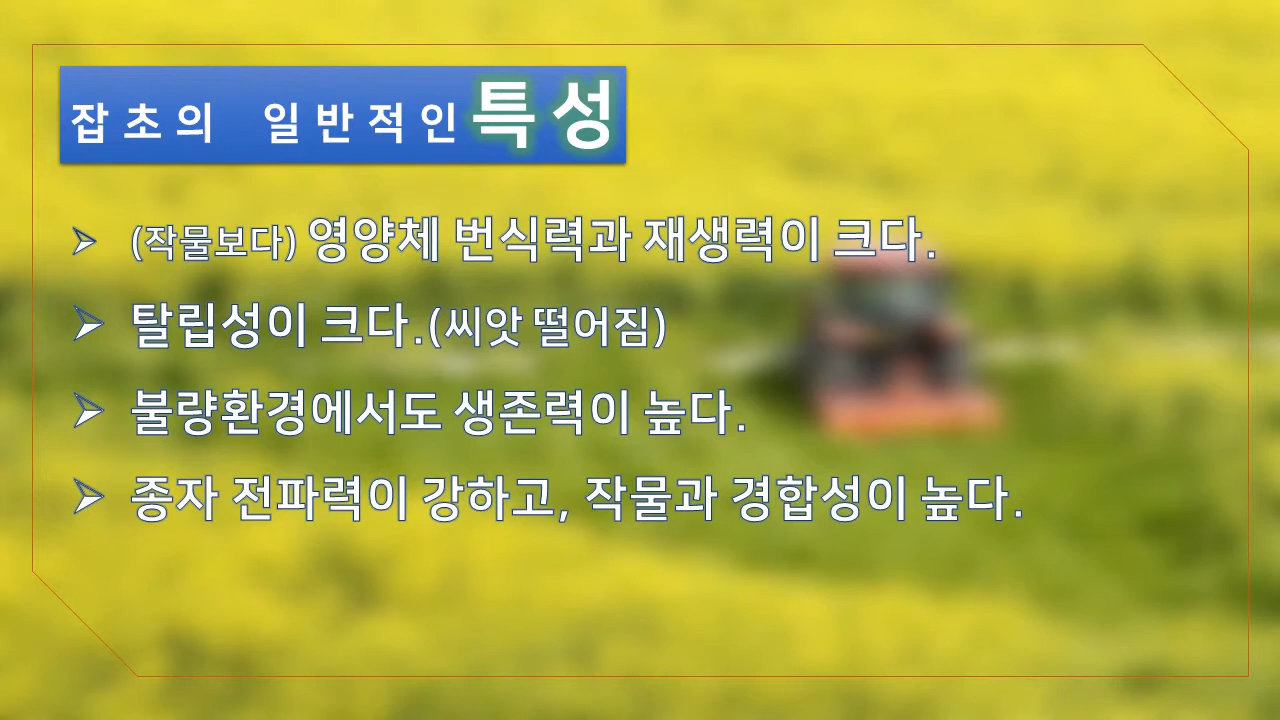 잡초의 일반적인 특성
(작물보다) 영양체 번식력과 재생력이 크다.
탈립성이 크다.(씨앗 떨어짐)
불량환경에서도 생존력이 높다.
종자 전파력이 강하고, 작물과 경합성이 높다.